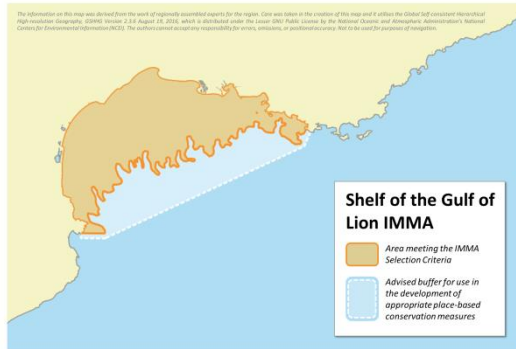 The information on this map was derived from the work of regionally assembled experts for the region. Care was taken in the creation of this map and it utilises the Global Self-consistent Hierarchical
High-resolution Geography, GSHHG Version 2.3.6 August 19, 2016, which is distributed under the Lesser GNU Public License by the National Oceanic and Atmospheric Administration's National
Centers for Environmental Information (NCEI). The authors cannot accept any responsibility for errors, omissions, or positional accuracy. Not to be used for purposes of navigation.
Shelf of the Gulf of
Lion IMMA
Area meeting the IMMA
Selection Criteria
Advised buffer for use in
the development of
appropriate place-based
conservation measures